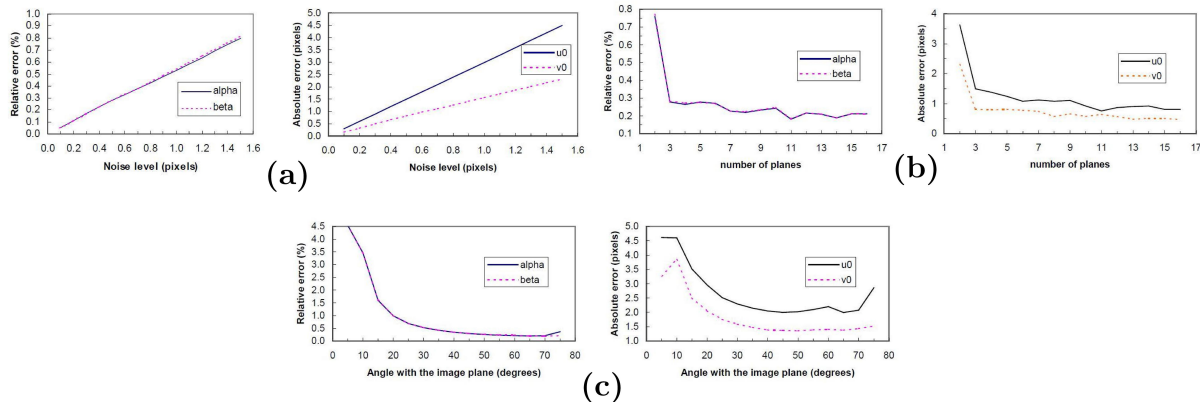 Relative error (%)
1.0
0.9
0.8
0.7
0.6
0.5
0.4
0.3
0.2
0.1
0.0
alpha
beta
0.0 0.2 0.4 0.6 0.8 1.0 1.2 1.4 1.6
Noise level (pixels)
Absolute error (pixels)
5.0
4.5
4.0
3.5
3.0
2.5
2.0
1.5
1.0
0.5
0.0
u0
v0
0.0 0.2 0.4 0.6 0.8 1.0 1.2 1.4 1.6
Noise level (pixels)
(a)
Relative error (%)
0.8
0.7
0.6
0.5
0.4
0.3
0.2
0.1
alpha
beta
1 3 5 7 9 11 13 15 17
number of planes
Absolute error (pixels)
4
3
2
1
0
u0
v0
1 3 5 7 9 11 13 15 17
number of planes
(b)
Relative error (%)
4.5
4.0
3.5
3.0
2.5
2.0
1.5
1.0
0.5
0.0
alpha
beta
0 10 20 30 40 50 60 70 80
Angle with the image plane (degrees)
Absolute error (pixels)
5.0
4.5
4.0
3.5
3.0
2.5
2.0
1.5
1.0
u0
v0
0 10 20 30 40 50 60 70 80
Angle with the image plane (degrees)
(c)